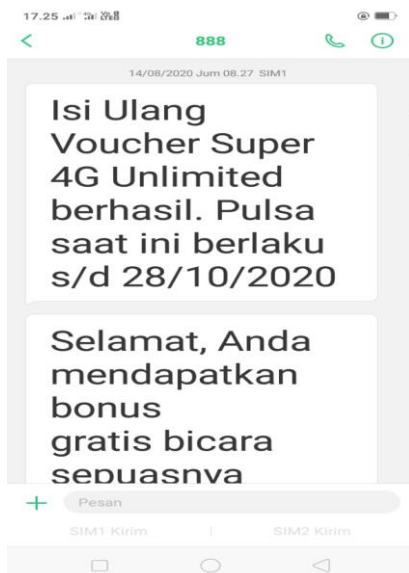 17.25
888
14/08/2020 Jum 08.27 SIM1
Isi Ulang
Voucher Super
4G Unlimited
berhasil. Pulsa
saat ini berlaku
s/d 28/10/2020
Selamat, Anda
mendapatkan
bonus
gratis bicara
sepuasnya
Pesan
SIM1 Kirim
SIM2 Kirim